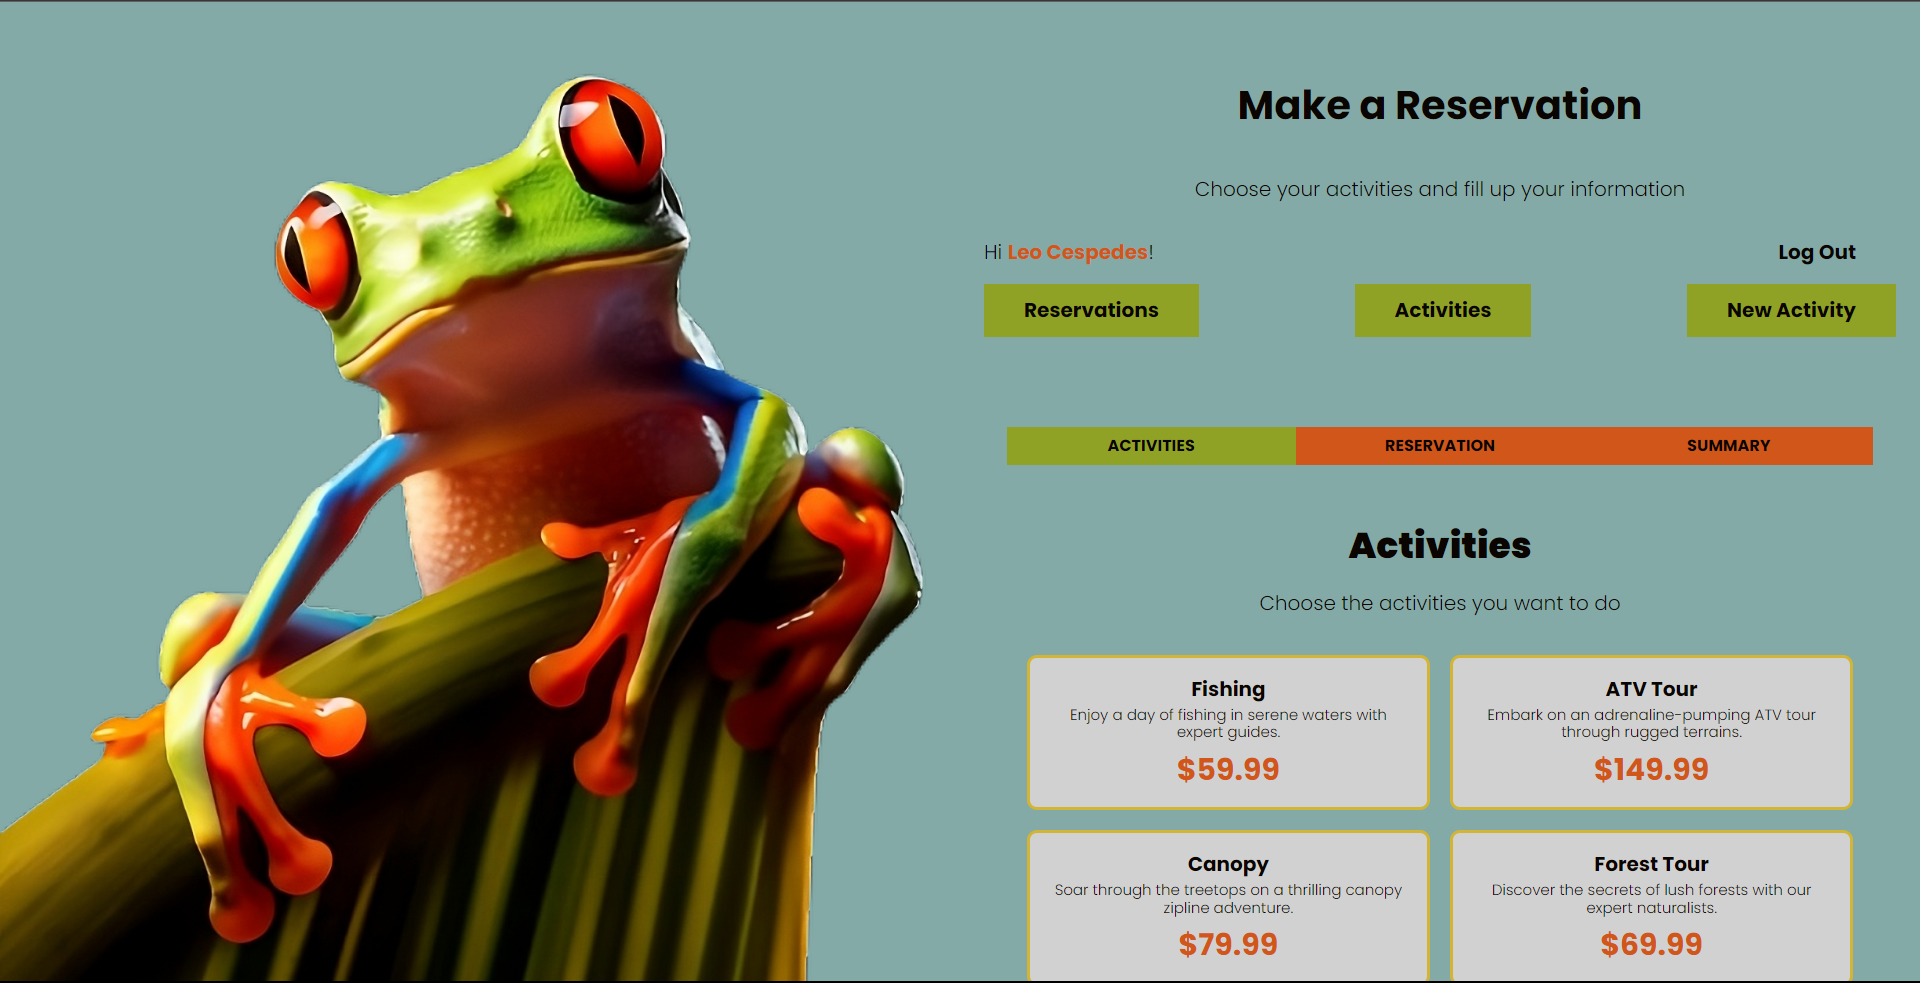 Make a Reservation
Choose your activities and fill up your information
Hi Leo Cespedes!
Log Out
Reservations
Activities
New Activity
ACTIVITIES
RESERVATION
SUMMARY
Activities
Choose the activities you want to do
Fishing
Enjoy a day of fishing in serene waters with
expert guides.
$59.99
ATV Tour
Embark on an adrenaline-pumping ATV tour
through rugged terrains.
$149.99
Canopy
Soar through the treetops on a thrilling canopy
zipline adventure.
$79.99
Forest Tour
Discover the secrets of lush forests with our
expert naturalists.
$69.99